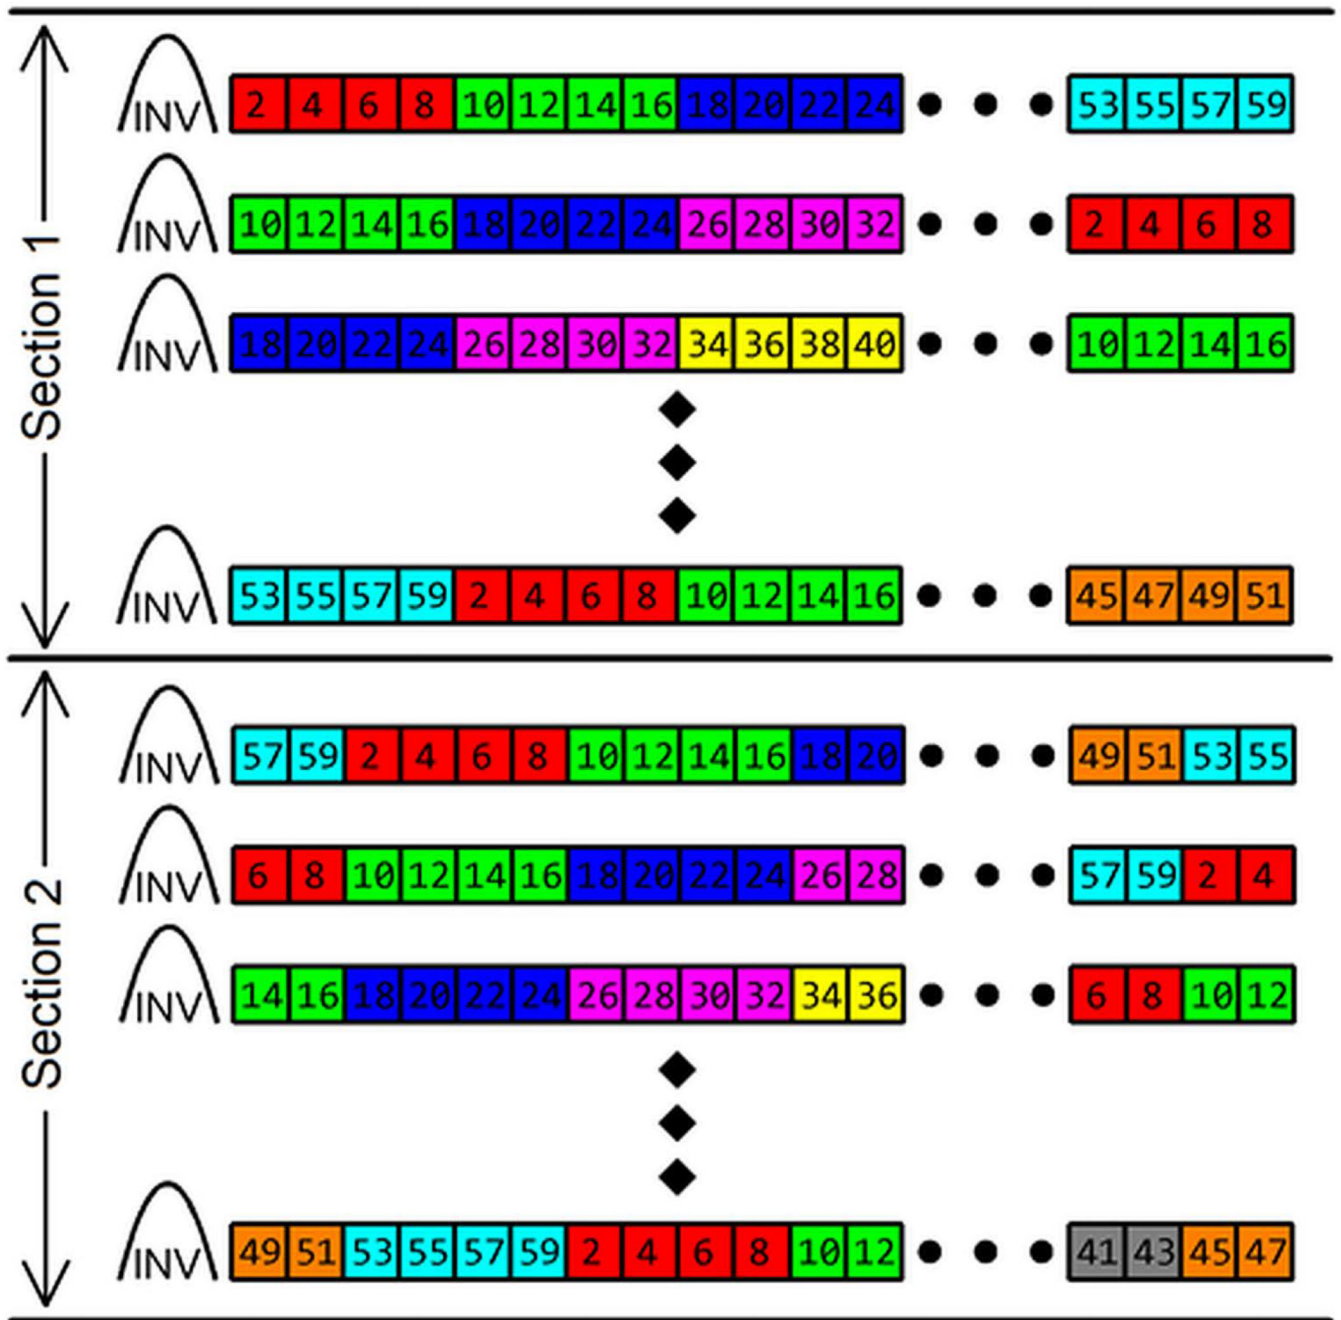 Section 1
INV 2 4 6 8 10 12 14 16 18 20 22 24 53 55 57 59
INV 10 12 14 16 18 20 22 24 26 28 30 32 2 4 6 8
INV 18 20 22 24 26 28 30 32 34 36 38 40 10 12 14 16
INV 53 55 57 59 2 4 6 8 10 12 14 16 45 47 49 51
Section 2
INV 57 59 2 4 6 8 10 12 14 16 18 20 49 51 53 55
INV 6 8 10 12 14 16 18 20 22 24 26 28 57 59 2 4
INV 14 16 18 20 22 24 26 28 30 32 34 36 6 8 10 12
INV 49 51 53 55 57 59 2 4 6 8 10 12 41 43 45 47